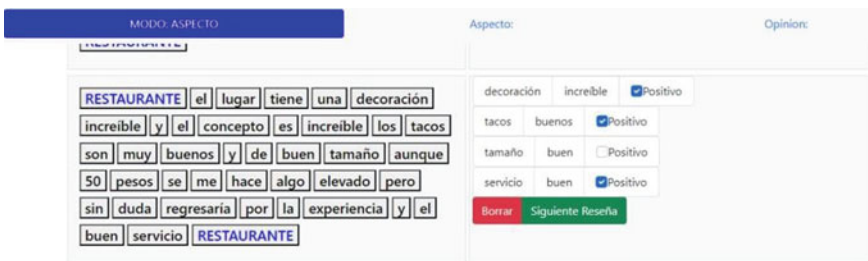 MODO: ASPECTO
Aspecto:
Opinion:
RESTAURANTE
RESTAURANTE el lugar tiene una decoración
increíble y el concepto es increíble los tacos
son muy buenos y de buen tamaño aunque
50 pesos se me hace algo elevado pero
sin duda regresaría por la experiencia y el
buen servicio RESTAURANTE
decoración increíble Positivo
tacos buenos Positivo
tamaño buen Positivo
servicio buen Positivo
Borrar Siguiente Reseña